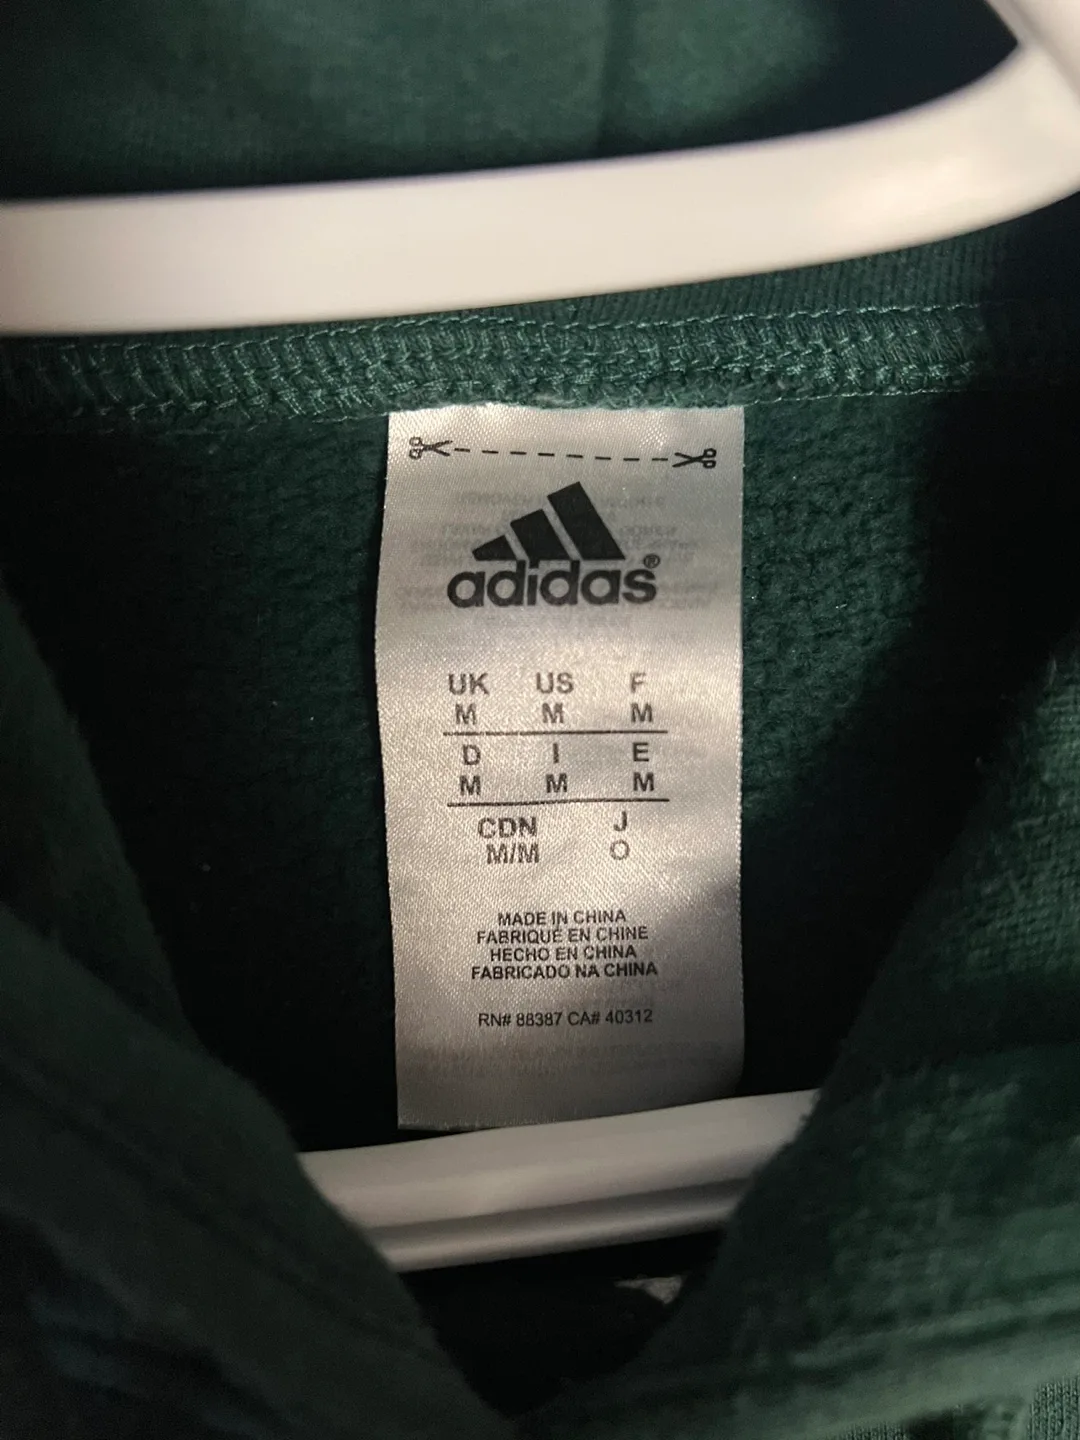 adidas®
UK US F
M M M
D I E
M M M
CDN J
M/M O
MADE IN CHINA
FABRIQUÉ EN CHINE
HECHO EN CHINA
FABRICADO NA CHINA
RN# 88387 CA# 40312